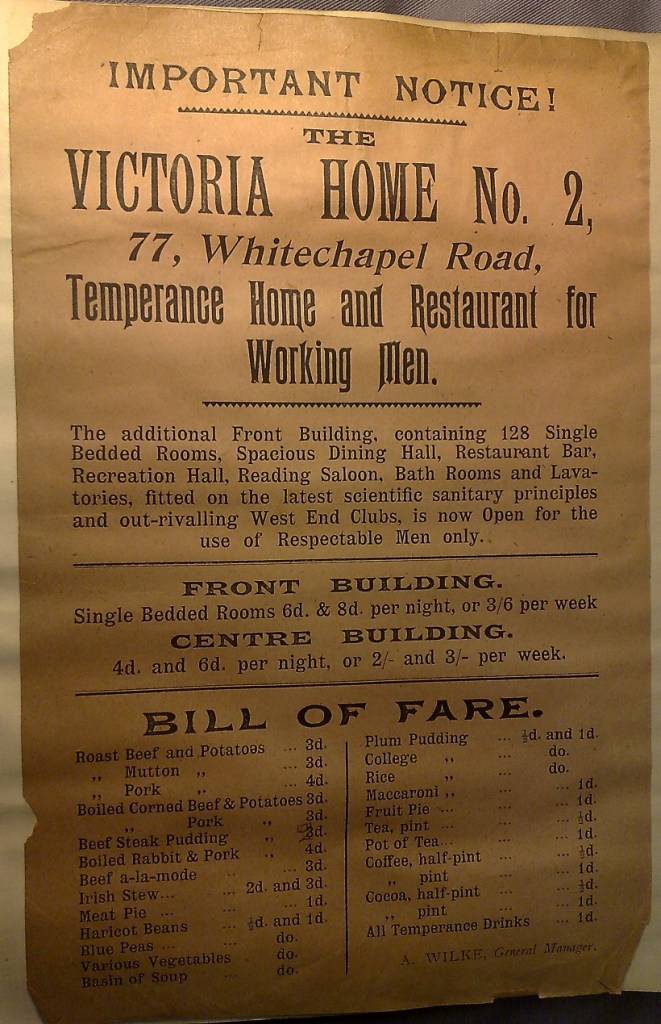 IMPORTANT NOTICE!
THE
VICTORIA HOME No. 2,
77, Whitechapel Road,
Temperance Home and Restaurant for
Working Men.
The additional Front Building, containing 128 Single
Bedded Rooms, Spacious Dining Hall, Restaurant Bar,
Recreation Hall, Reading Saloon, Bath Rooms and Lava-
tories, fitted on the latest scientific sanitary principles
and out-rivalling West End Clubs, is now Open for the
use of Respectable Men only.
FRONT BUILDING.
Single Bedded Rooms 6d. & 8d. per night, or 3/6 per week
CENTRE BUILDING.
4d. and 6d. per night, or 2/- and 3/- per week.
BILL OF FARE.
Roast Beef and Potatoes ... 3d.
,, Mutton ,, ... 3d.
,, Pork ,, ... 4d.
Boiled Corned Beef & Potatoes 3d.
,, Pork ,, 3d.
Beef Steak Pudding ,,
Boiled Rabbit & Pork ,, 4d.
Beef a-la-mode ... 3d.
Irish Stew... ... 2d. and 3d.
Meat Pie ... ... 1d.
Haricot Beans ... ½d. and 1d.
Blue Peas ... ... do.
Various Vegetables do.
Basin of Soup ... do.
Plum Pudding ... ½d. and 1d.
College ,, ... do.
Rice ,, ... do.
Maccaroni ,, ... ... 1d.
Fruit Pie ... ... ... 1d.
Tea, pint ... ... ... ½d.
Pot of Tea... ... ... 1d.
Coffee, half-pint ... ... ½d.
,, pint ... ... 1d.
Cocoa, half-pint ... ... ½d.
,, pint ... ... 1d.
All Temperance Drinks ... 1d.
A. WILKE, General Manager.